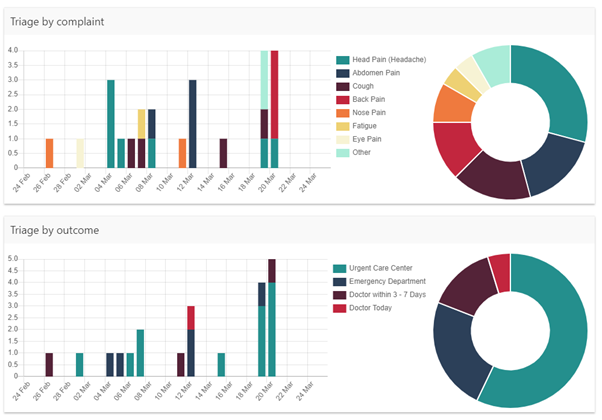 Triage by complaint
4.0
3.5
3.0
2.5
2.0
1.5
1.0
0.5
0
24 Feb
26 Feb
28 Feb
02 Mar
04 Mar
06 Mar
08 Mar
10 Mar
12 Mar
14 Mar
16 Mar
18 Mar
20 Mar
22 Mar
24 Mar
Head Pain (Headache)
Abdomen Pain
Cough
Back Pain
Nose Pain
Fatigue
Eye Pain
Other
Triage by outcome
5.0
4.5
4.0
3.5
3.0
2.5
2.0
1.5
1.0
0.5
0
24 Feb
26 Feb
28 Feb
02 Mar
04 Mar
06 Mar
08 Mar
10 Mar
12 Mar
14 Mar
16 Mar
18 Mar
20 Mar
22 Mar
24 Mar
Urgent Care Center
Emergency Department
Doctor within 3 - 7 Days
Doctor Today